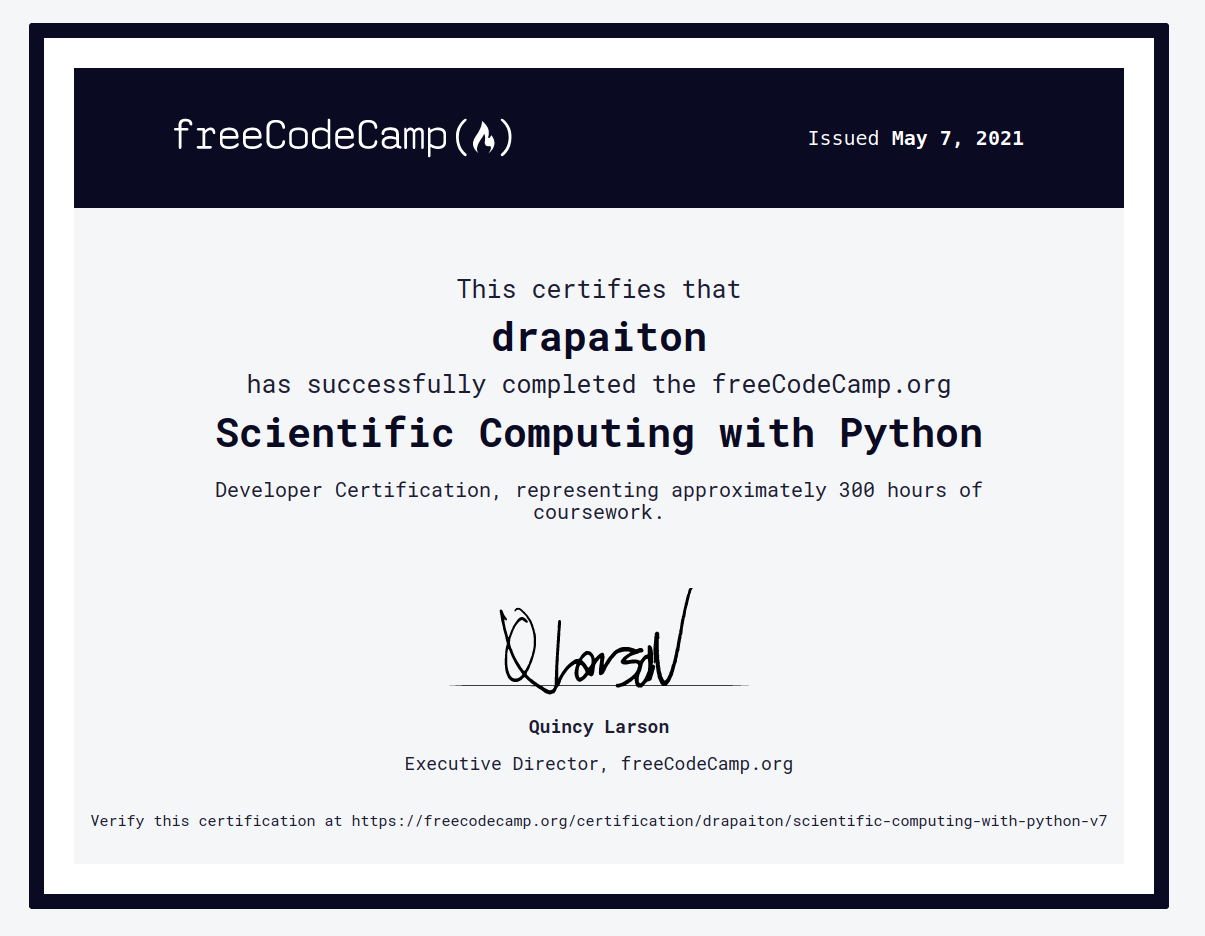 freeCodeCamp(🔥)
Issued May 7, 2021
This certifies that
drapaiton
has successfully completed the freeCodeCamp.org
Scientific Computing with Python
Developer Certification, representing approximately 300 hours of
coursework.
Q Larson
Quincy Larson
Executive Director, freeCodeCamp.org
Verify this certification at https://freecodecamp.org/certification/drapaiton/scientific-computing-with-python-v7